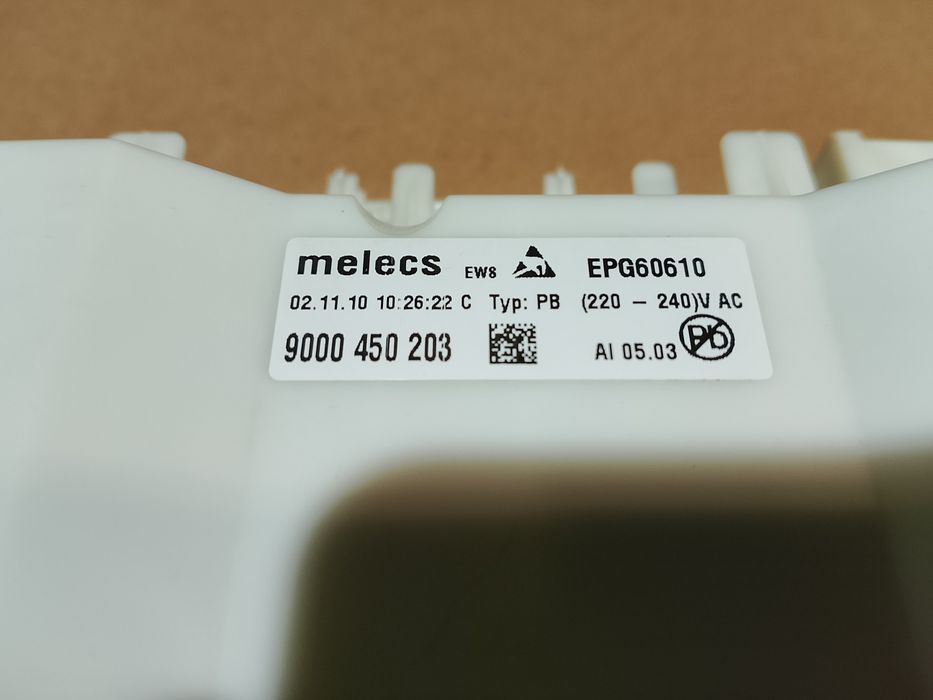 melecs EW8 EPG60610
02.11.10 10:26:22 C Typ: PB (220 – 240)V AC
9000 450 203 AI 05.03 Pb